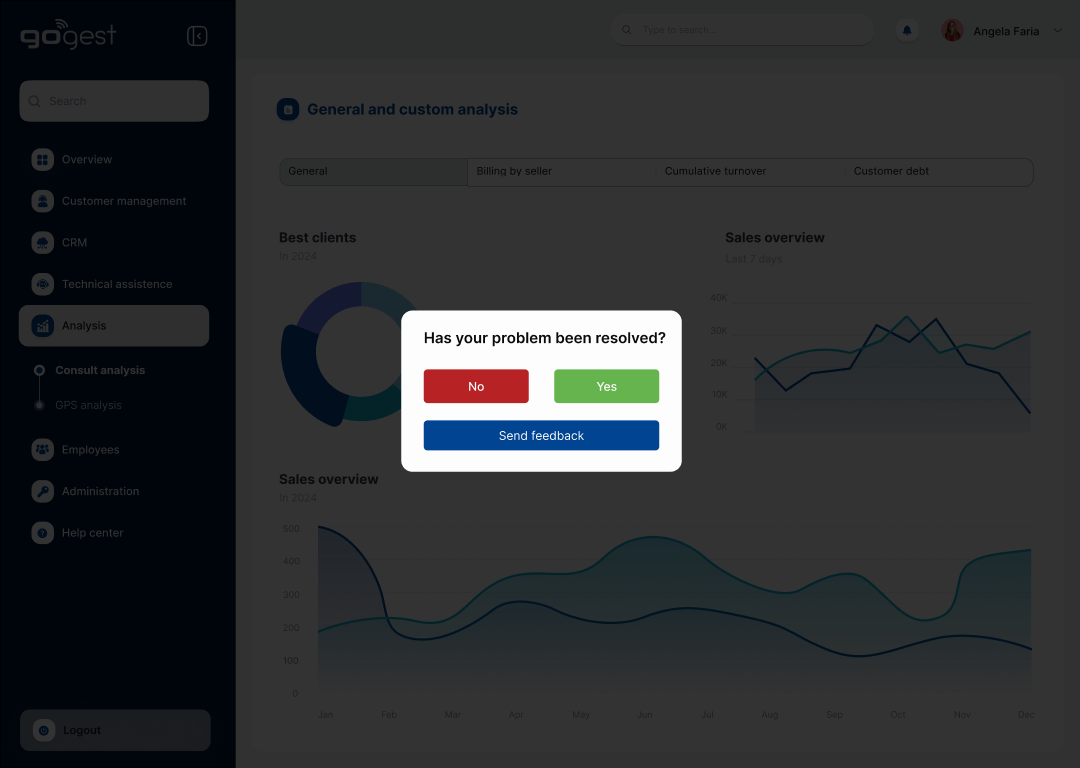 gogest
Type to search...
Angela Faria
Search
General and custom analysis
Overview
General
Billing by seller
Cumulative turnover
Customer debt
Customer management
CRM
Best clients
In 2024
Sales overview
Last 7 days
Technical assistence
Analysis
Consult analysis
GPS analysis
Employees
Administration
Help center
Logout
40K
30K
20K
10K
0K
Has your problem been resolved?
No
Yes
Send feedback
Sales overview
In 2024
500
400
300
200
100
0
Jan
Feb
Mar
Apr
May
Jun
Jul
Aug
Sep
Oct
Nov
Dec